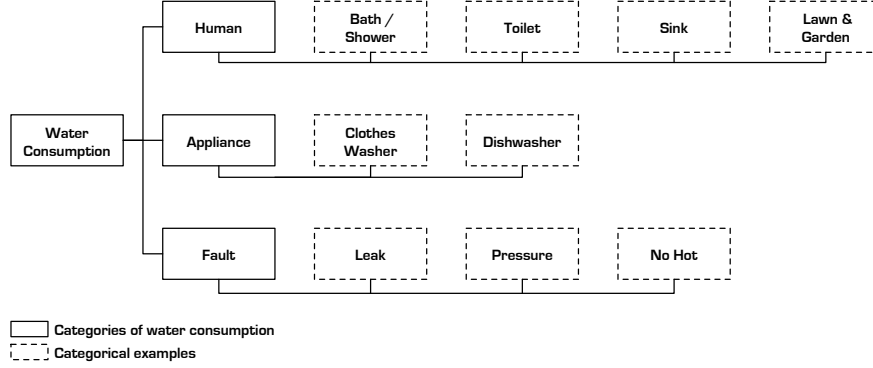 Human
Bath /
Shower
Toilet
Sink
Lawn &
Garden
Water
Consumption
Appliance
Clothes
Washer
Dishwasher
Fault
Leak
Pressure
No Hot
Categories of water consumption
Categorical examples